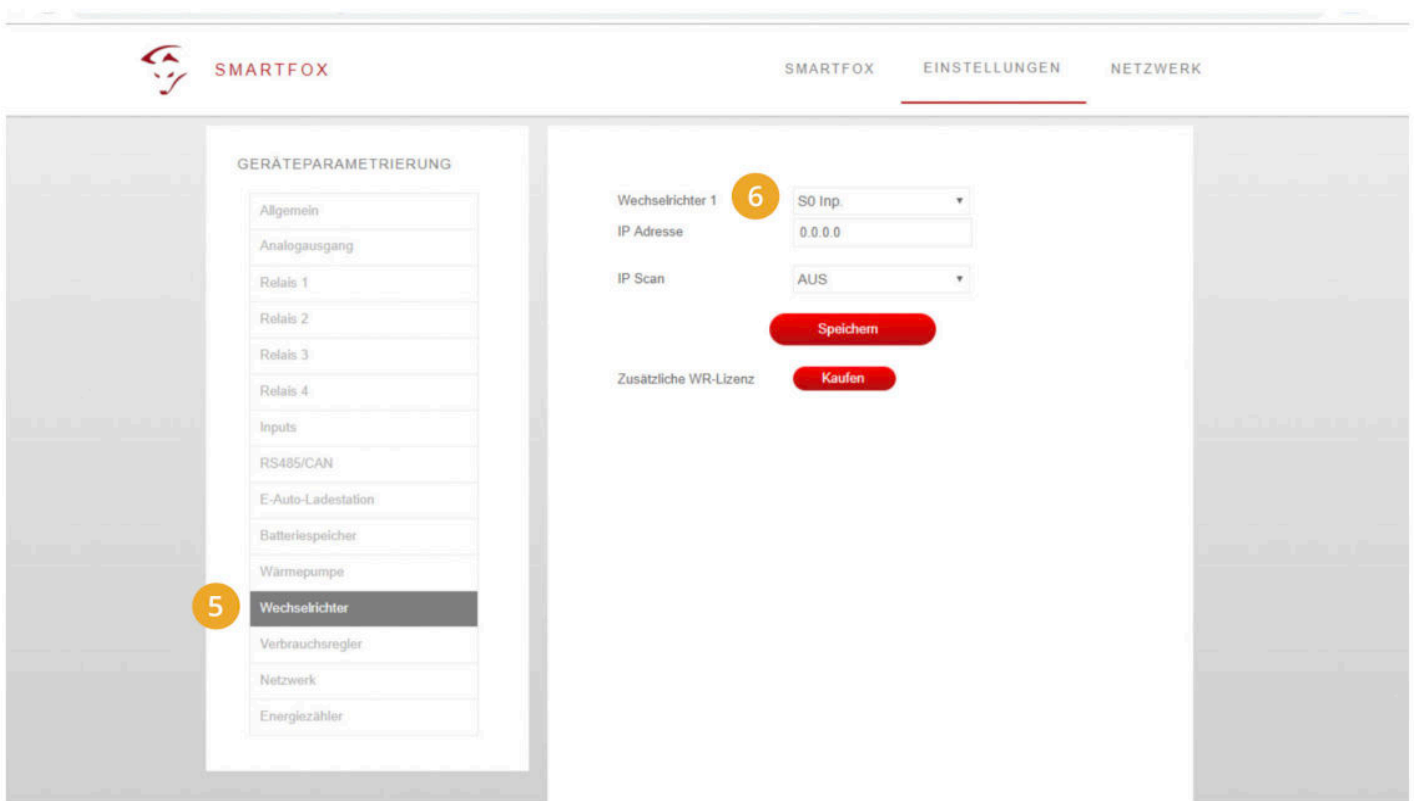 SMARTFOX
SMARTFOX EINSTELLUNGEN NETZWERK
GERÄTEPARAMETRIERUNG
Allgemein
Analogausgang
Relais 1
Relais 2
Relais 3
Relais 4
Inputs
RS485/CAN
E-Auto-Ladestation
Batteriespeicher
Wärmepumpe
5 Wechselrichter
Verbrauchsregler
Netzwerk
Energiezähler
Wechselrichter 1 6 S0 Inp.
IP Adresse 0.0.0.0
IP Scan AUS
Speichern
Zusätzliche WR-Lizenz Kaufen